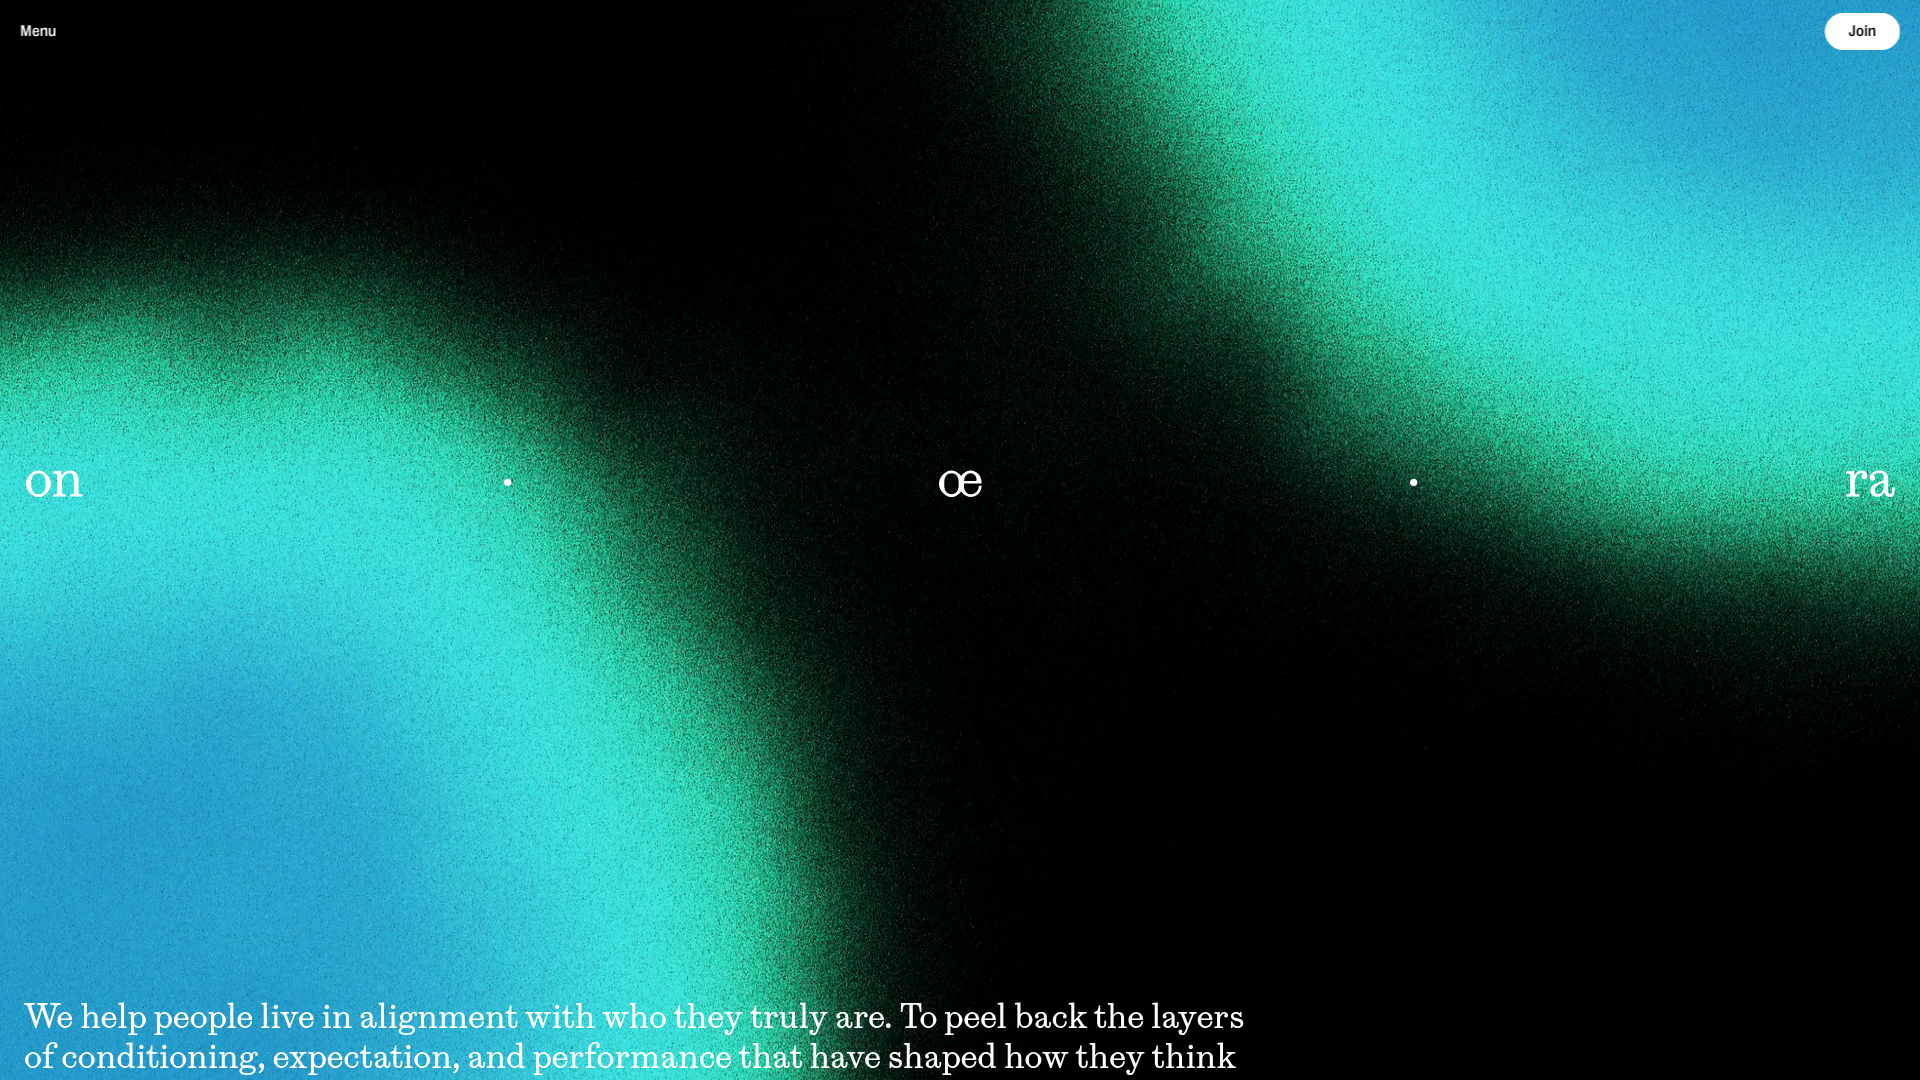 Menu
Join
on • œ • ra
We help people live in alignment with who they truly are. To peel back the layers
of conditioning, expectation, and performance that have shaped how they think